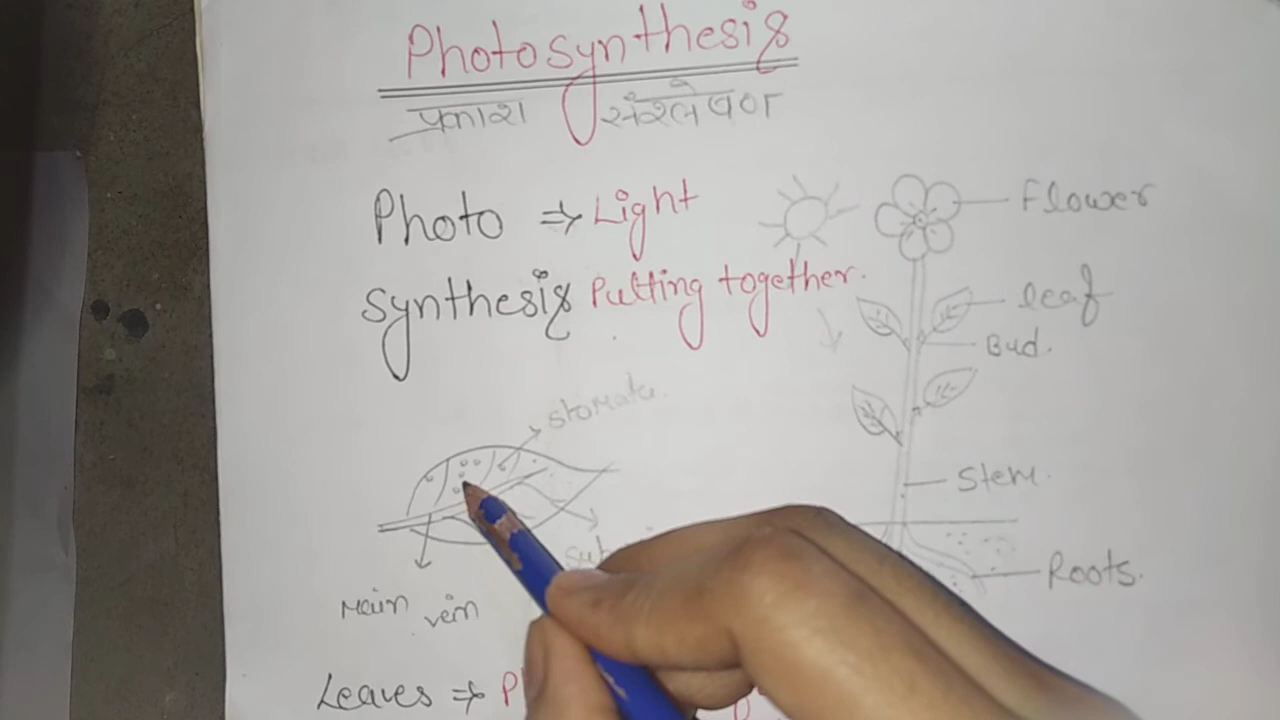 Photosynthesis
प्रकाश संश्लेषण
Photo ⇒ Light
Synthesis Putting together.
Flower
leaf
Bud.
stomata.
Stem.
Roots.
Main vein
Leaves ⇒